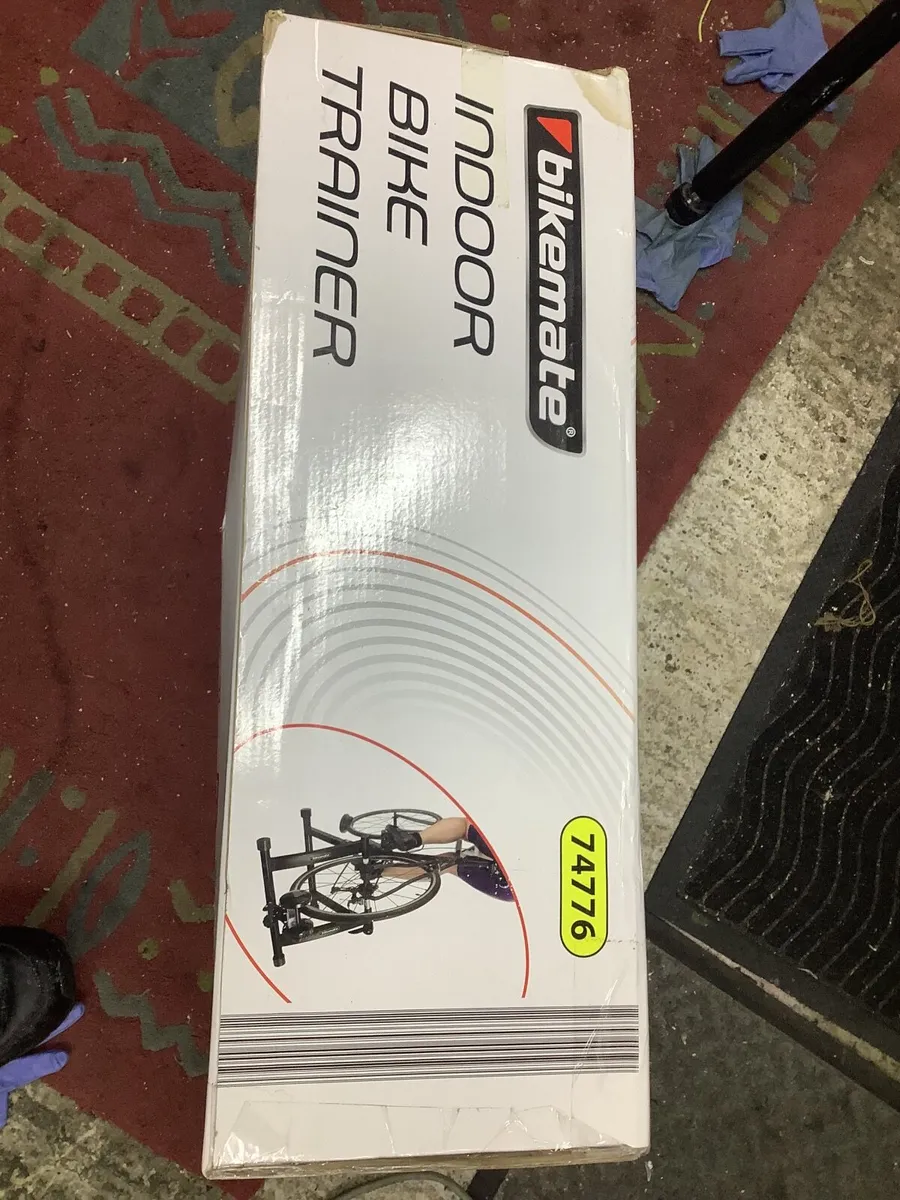 bikemate®
INDOOR
BIKE
TRAINER
74776